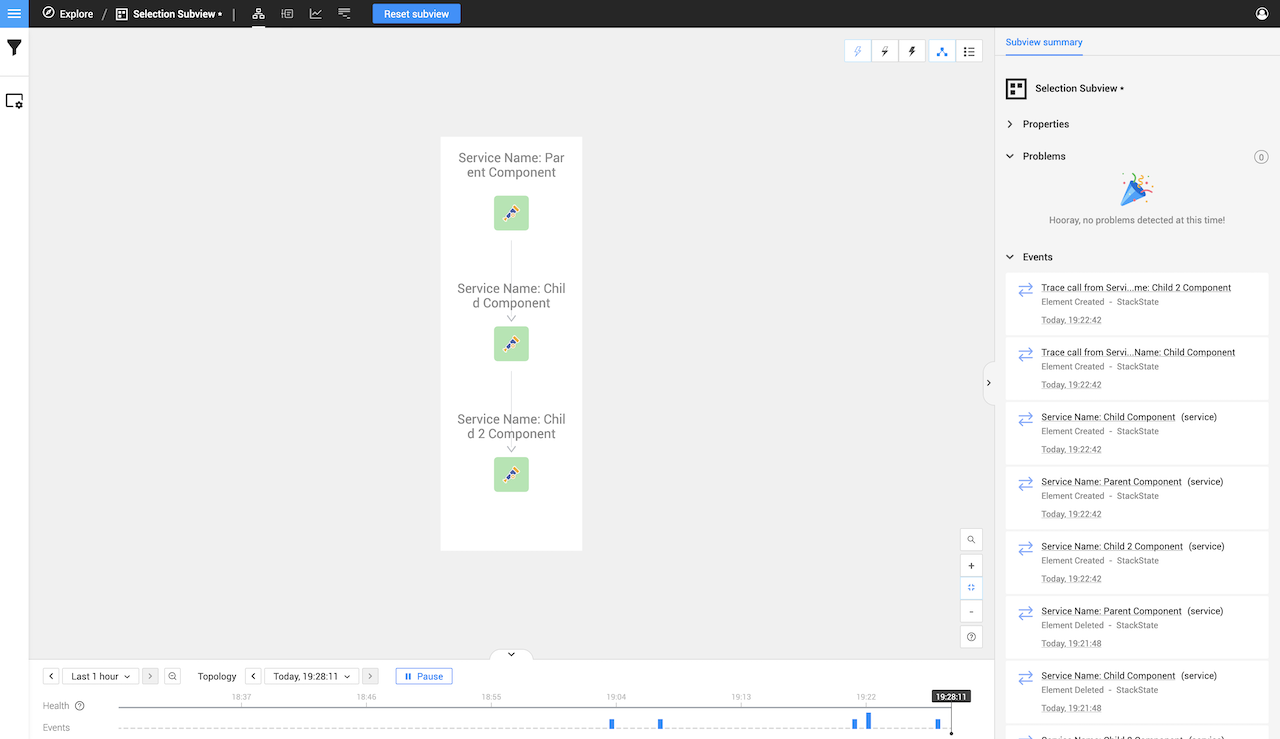 Explore / Selection Subview * | Reset subview
Subview summary
Selection Subview *
Properties
Problems 0
Hooray, no problems detected at this time!
Events
Trace call from Servi...me: Child 2 Component
Element Created - StackState
Today, 19:22:42
Trace call from Servi...Name: Child Component
Element Created - StackState
Today, 19:22:42
Service Name: Child Component (service)
Element Created - StackState
Today, 19:22:42
Service Name: Parent Component (service)
Element Created - StackState
Today, 19:22:42
Service Name: Child 2 Component (service)
Element Created - StackState
Today, 19:22:42
Service Name: Parent Component (service)
Element Deleted - StackState
Today, 19:21:48
Service Name: Child Component (service)
Element Deleted - StackState
Today, 19:21:48
Service Name: Par
ent Component
Service Name: Chil
d Component
Service Name: Chil
d 2 Component
Last 1 hour Topology Today, 19:28:11 Pause
18:37 18:46 18:55 19:04 19:13 19:22 19:28:11
Health
Events